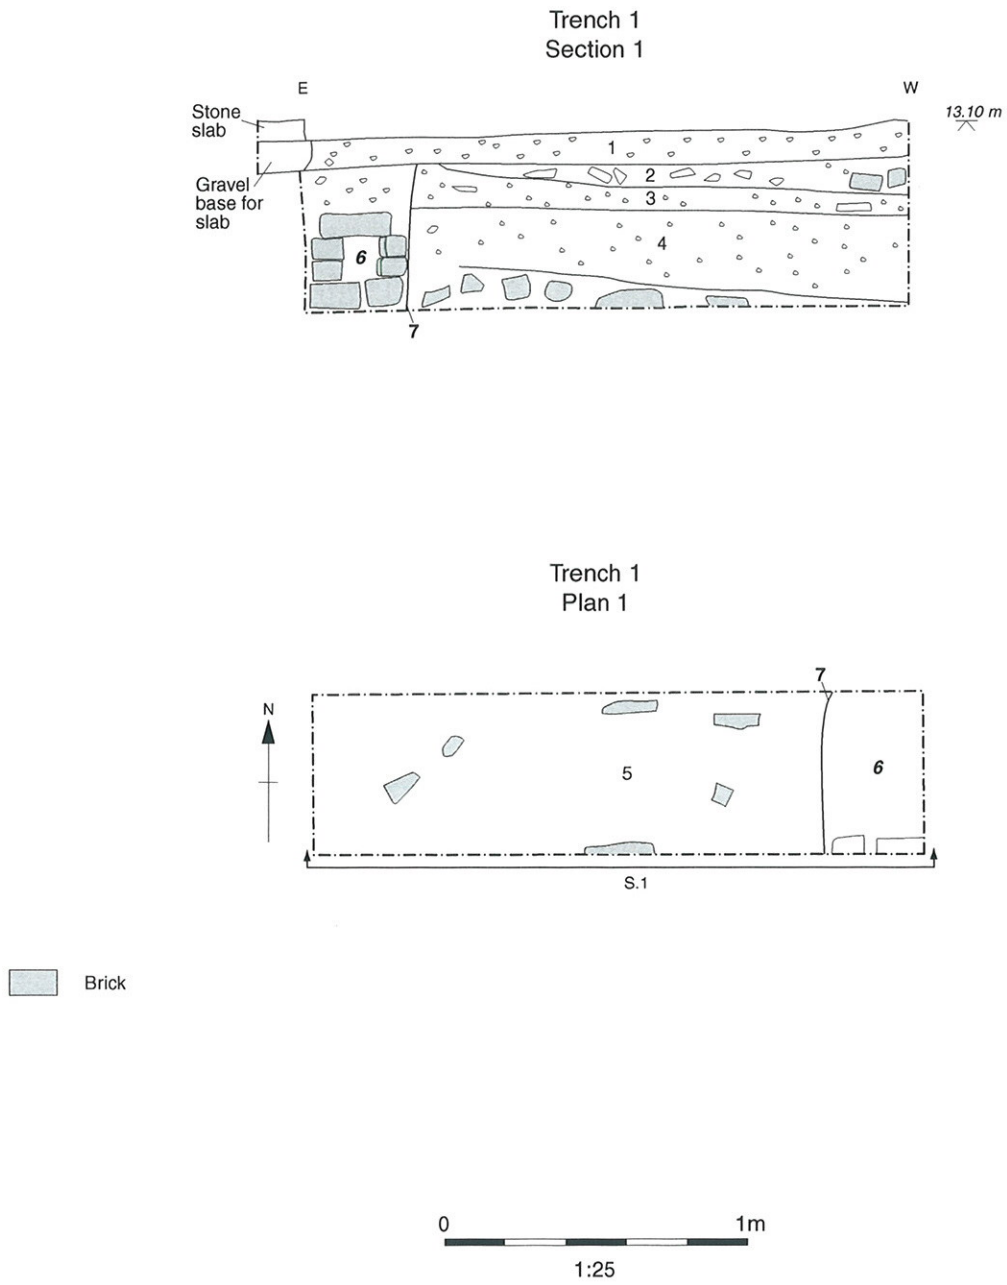 Trench 1
Section 1
E
W
Stone
slab
13.10 m
Gravel
base for
slab
1
2
3
4
6
7
Trench 1
Plan 1
7
N
5
6
S.1
Brick
0
1m
1:25